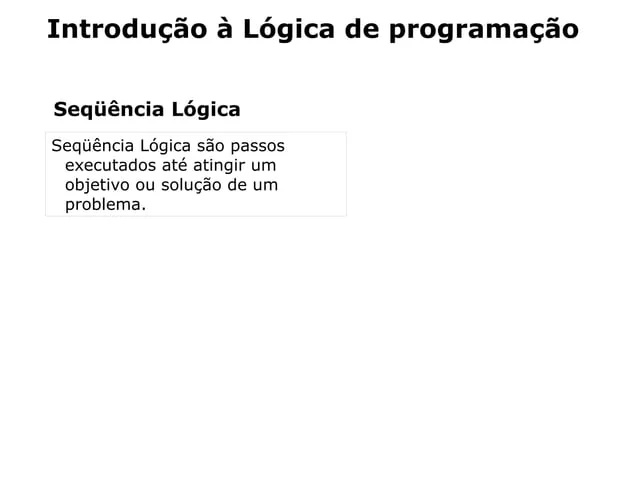 Introdução à Lógica de programação
Seqüência Lógica
Seqüência Lógica são passos
executados até atingir um
objetivo ou solução de um
problema.